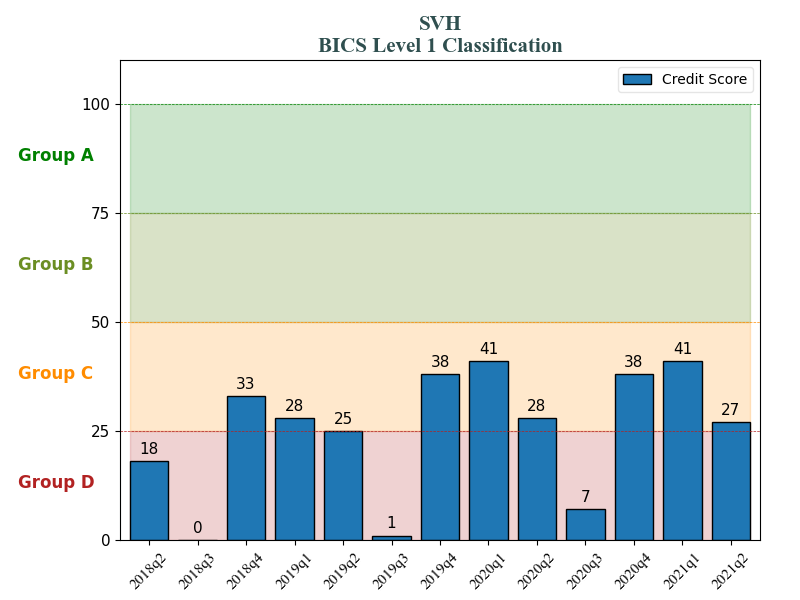 SVH
BICS Level 1 Classification
Credit Score
100
Group A
75
Group B
50
Group C
25
Group D
0
18
0
33
28
25
1
38
41
28
7
38
41
27
2018q2
2018q3
2018q4
2019q1
2019q2
2019q3
2019q4
2020q1
2020q2
2020q3
2020q4
2021q1
2021q2